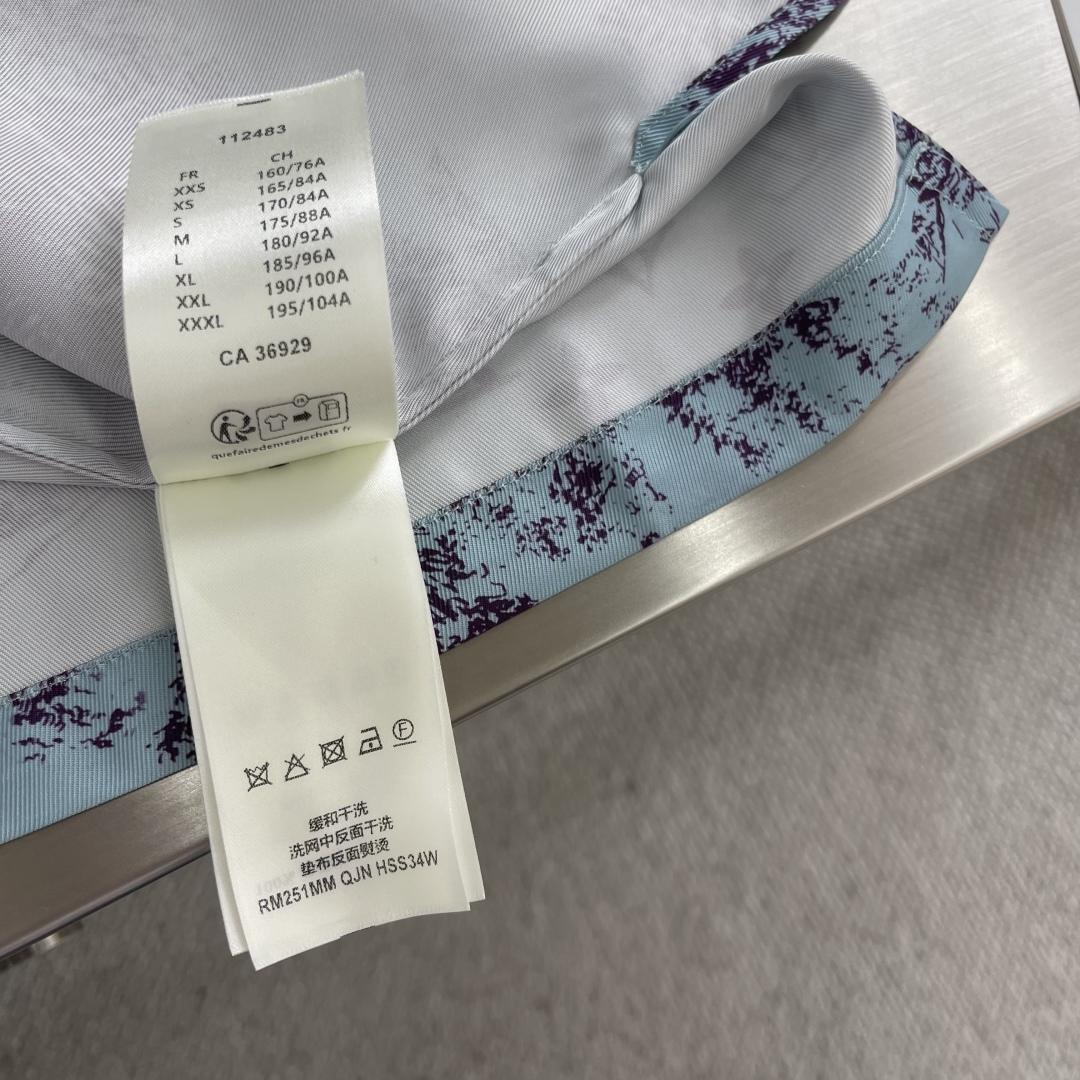 112483
FR CH
XXS 160/76A
XS 165/84A
S 170/84A
M 175/88A
L 180/92A
XL 185/96A
XXL 190/100A
XXXL 195/104A
CA 36929
FR
quefairedemesdechets.fr
F
缓和干洗
洗网中反面干洗
垫布反面熨烫
RM251MM QJN HSS34W